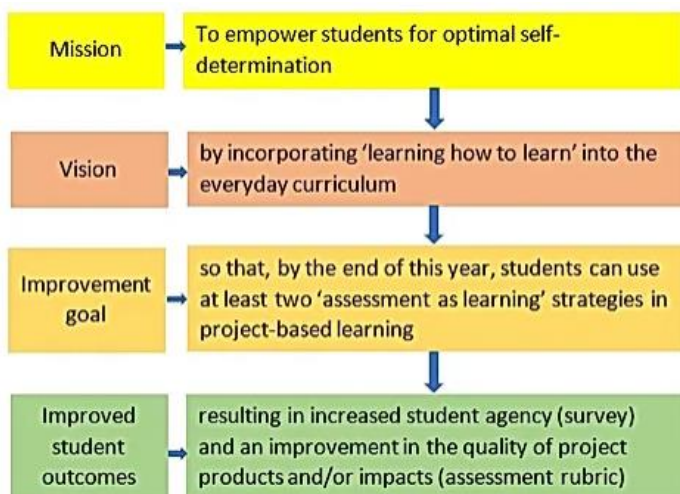 Mission
To empower students for optimal self-
determination
Vision
by incorporating ‘learning how to learn’ into the
everyday curriculum
Improvement
goal
so that, by the end of this year, students can use
at least two ‘assessment as learning’ strategies in
project-based learning
Improved
student
outcomes
resulting in increased student agency (survey)
and an improvement in the quality of project
products and/or impacts (assessment rubric)